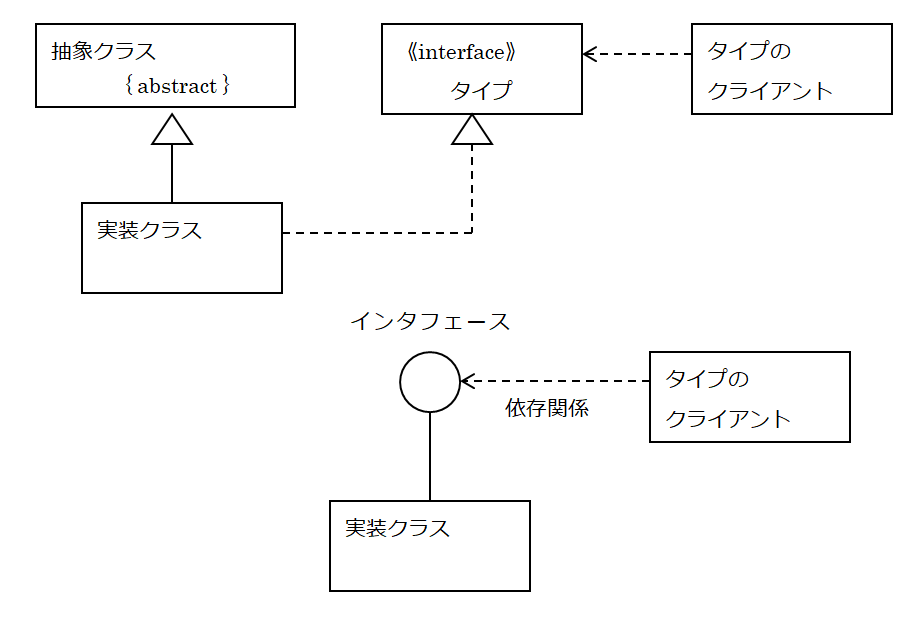 抽象クラス
{abstract}
《interface》
タイプ
タイプの
クライアント
実装クラス
インタフェース
タイプの
クライアント
依存関係
実装クラス